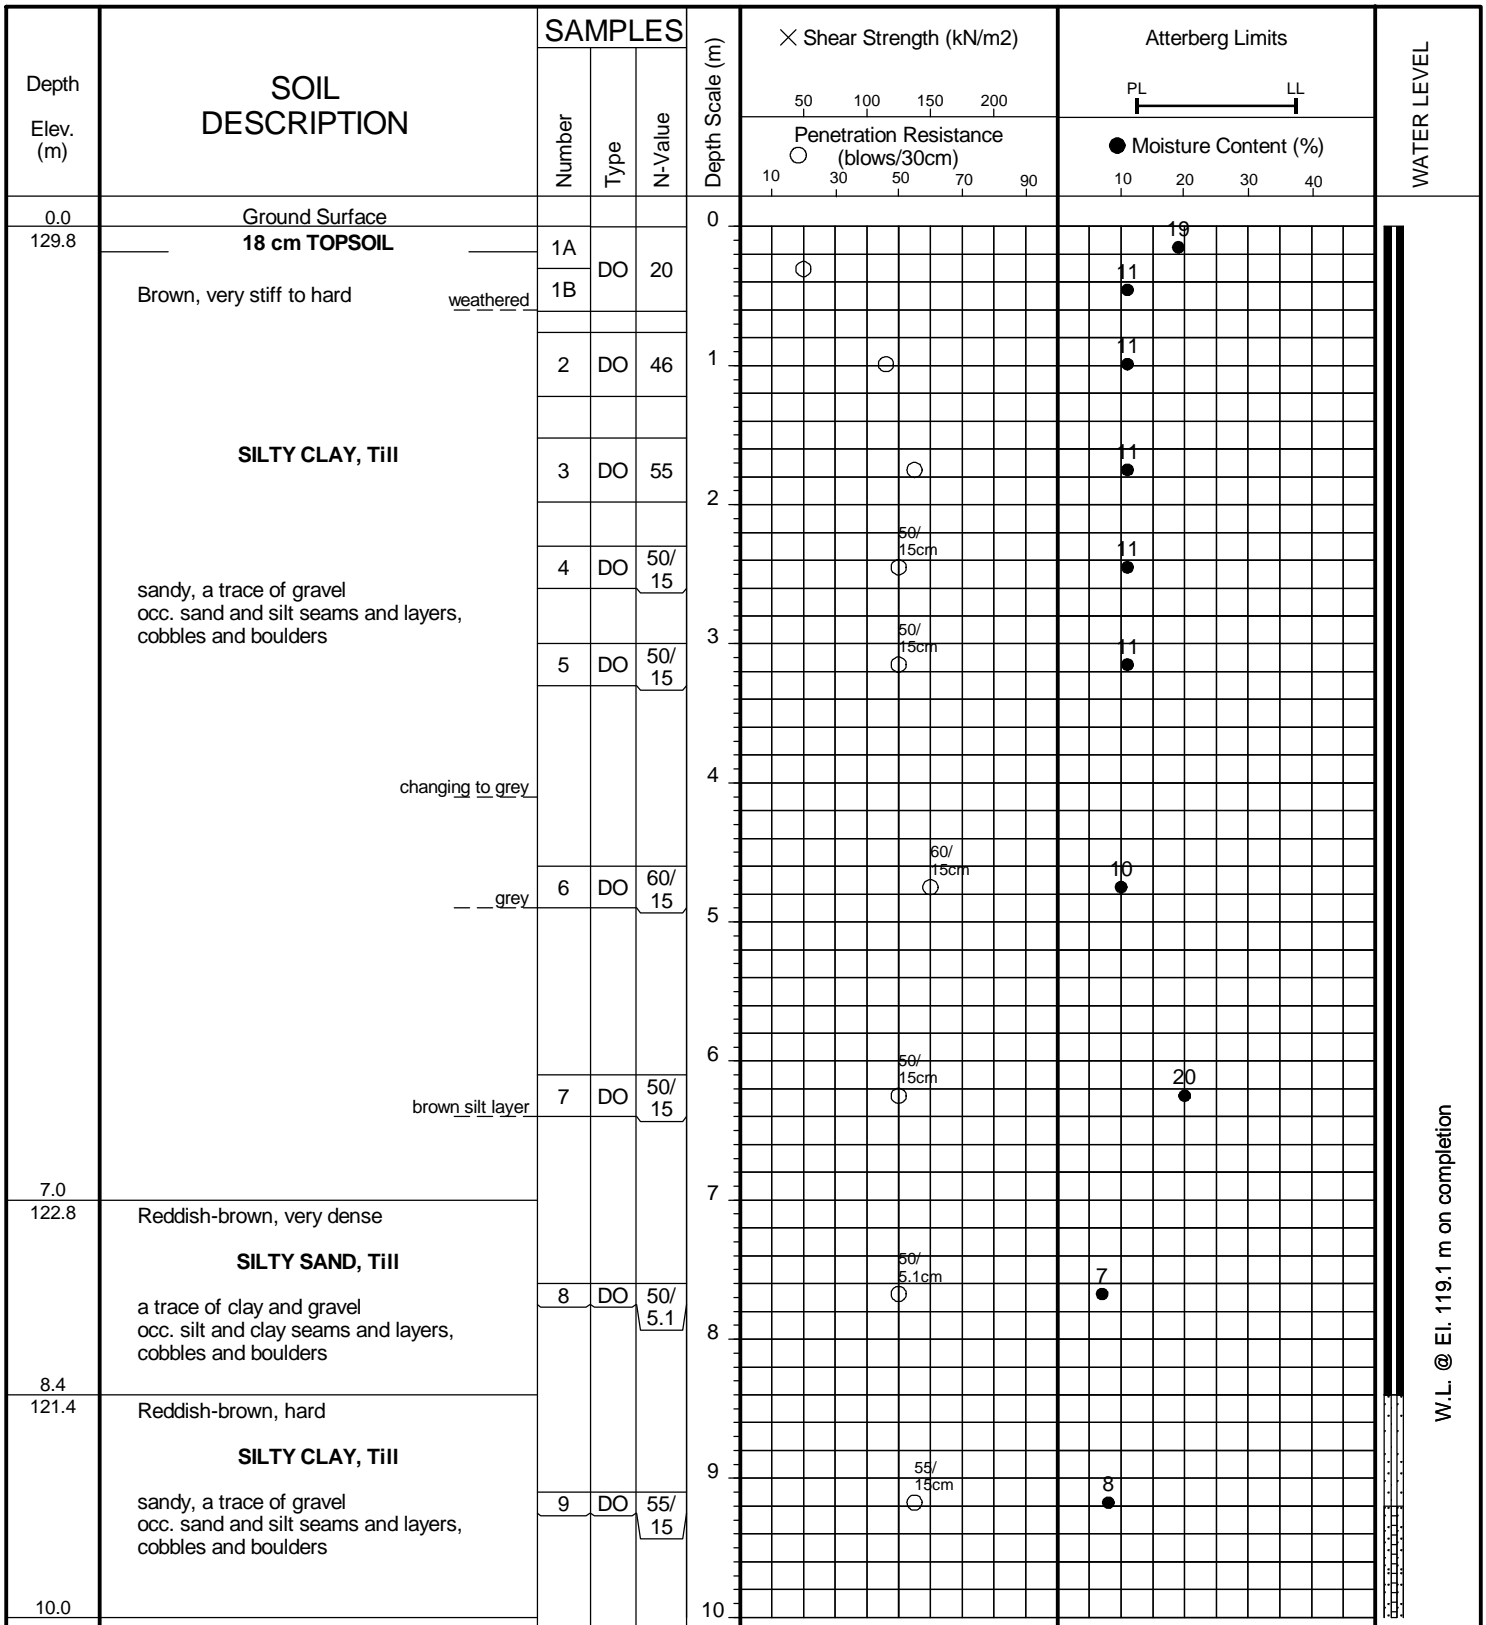 Depth
Elev.
(m)
SOIL
DESCRIPTION
SAMPLES
Number
Type
N-Value
Depth Scale (m)
× Shear Strength (kN/m2)
50 100 150 200
Penetration Resistance
(blows/30cm)
10 30 50 70 90
Atterberg Limits
PL LL
Moisture Content (%)
10 20 30 40
WATER LEVEL
0.0 Ground Surface 0
129.8 18 cm TOPSOIL
1A 19
DO 20
Brown, very stiff to hard
weathered
1B 11
2 DO 46 1 11
SILTY CLAY, Till
3 DO 55 11
2
4 DO 50/
15
50/
15cm
11
sandy, a trace of gravel
occ. sand and silt seams and layers,
cobbles and boulders
3
5 DO 50/
15
50/
15cm
11
changing to grey
4
grey
6 DO 60/
15
60/
15cm
10
5
6
brown silt layer
7 DO 50/
15
50/
15cm
20
7.0 7
122.8 Reddish-brown, very dense
SILTY SAND, Till
8 DO 50/
5.1
50/
5.1cm
7
a trace of clay and gravel
occ. silt and clay seams and layers,
cobbles and boulders
8
8.4
121.4 Reddish-brown, hard
SILTY CLAY, Till
9
9 DO 55/
15
55/
15cm
8
sandy, a trace of gravel
occ. sand and silt seams and layers,
cobbles and boulders
10.0 10
W.L. @ El. 119.1 m on completion